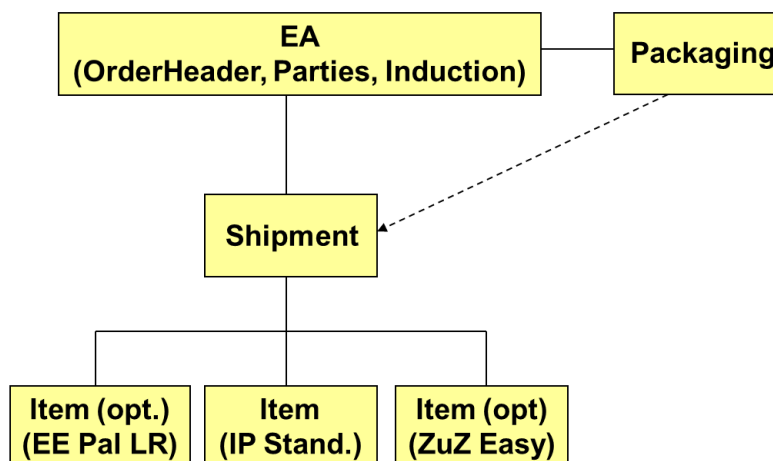 EA
(OrderHeader, Parties, Induction)
Packaging
Shipment
Item (opt.)
(EE Pal LR)
Item
(IP Stand.)
Item (opt)
(ZuZ Easy)